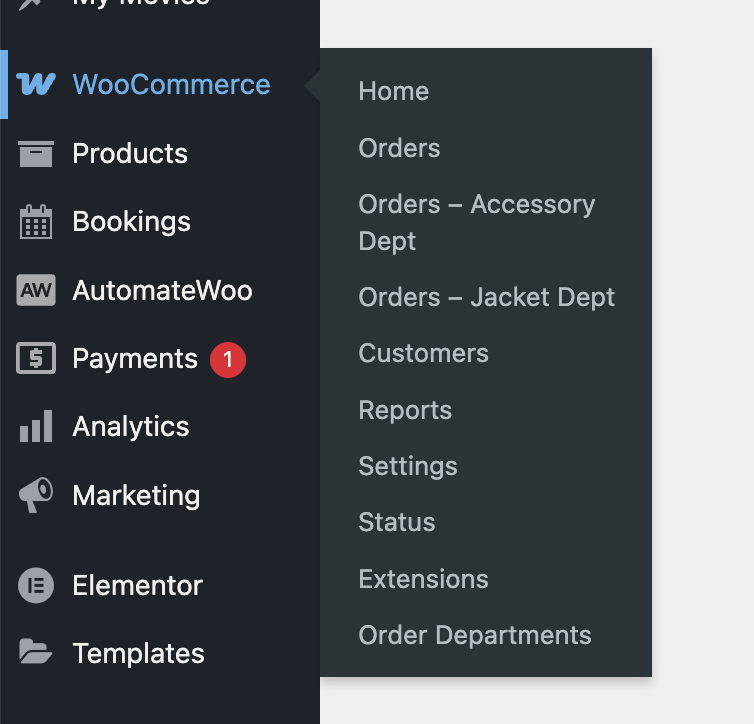 My Movies
WooCommerce
Products
Bookings
AW AutomateWoo
Payments 1
Analytics
Marketing
Elementor
Templates
Home
Orders
Orders – Accessory
Dept
Orders – Jacket Dept
Customers
Reports
Settings
Status
Extensions
Order Departments